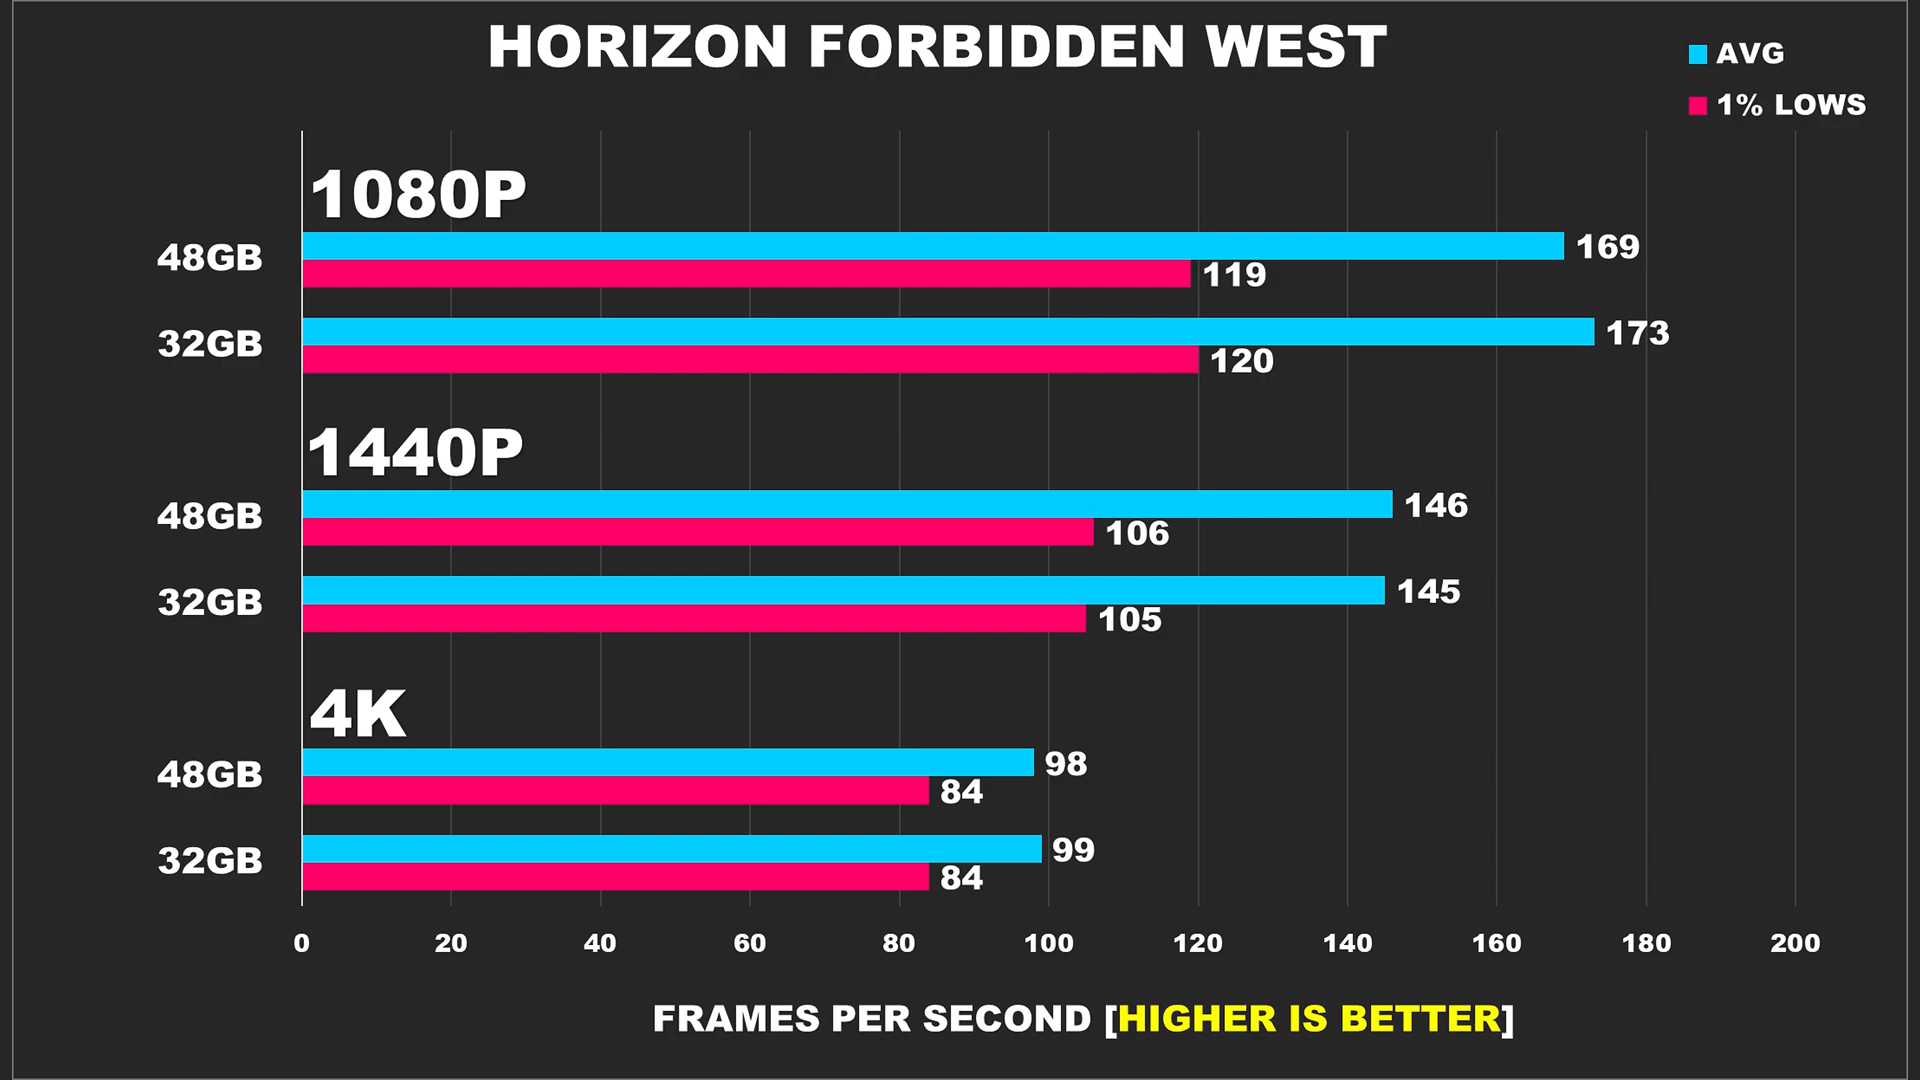 HORIZON FORBIDDEN WEST
AVG
1% LOWS
1080P
48GB
169
119
32GB
173
120
1440P
48GB
146
106
32GB
145
105
4K
48GB
98
84
32GB
99
84
0 20 40 60 80 100 120 140 160 180 200
FRAMES PER SECOND [HIGHER IS BETTER]